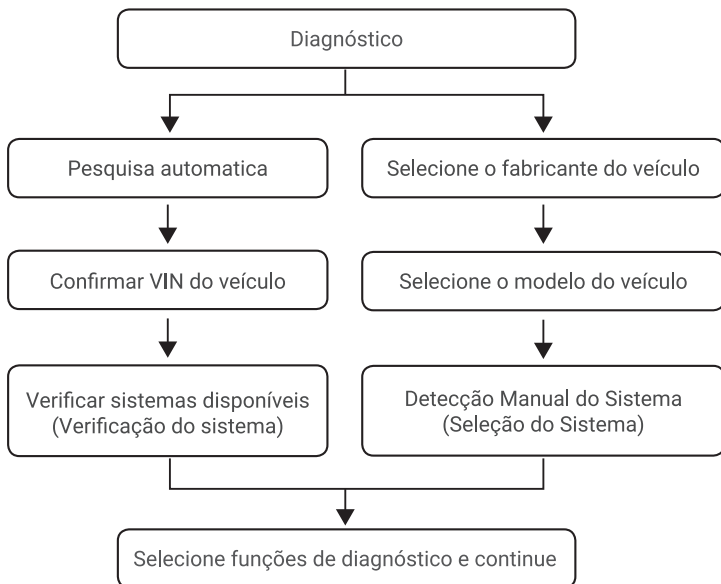 Diagnóstico
Pesquisa automatica
Selecione o fabricante do veículo
Confirmar VIN do veículo
Selecione o modelo do veículo
Verificar sistemas disponíveis
(Verificação do sistema)
Detecção Manual do Sistema
(Seleção do Sistema)
Selecione funções de diagnóstico e continue